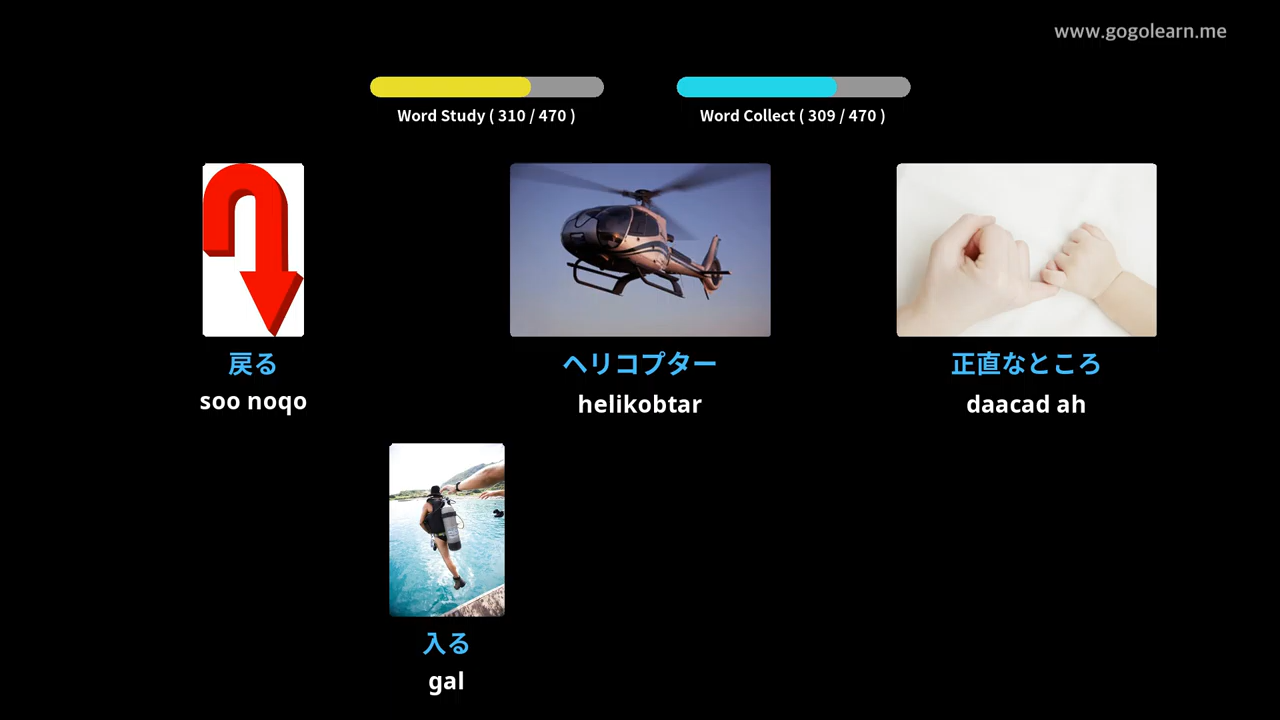 www.gogolearn.me
Word Study ( 310 / 470 )
Word Collect ( 309 / 470 )
戻る
soo noqo
ヘリコプター
helikobtar
正直なところ
daacad ah
入る
gal